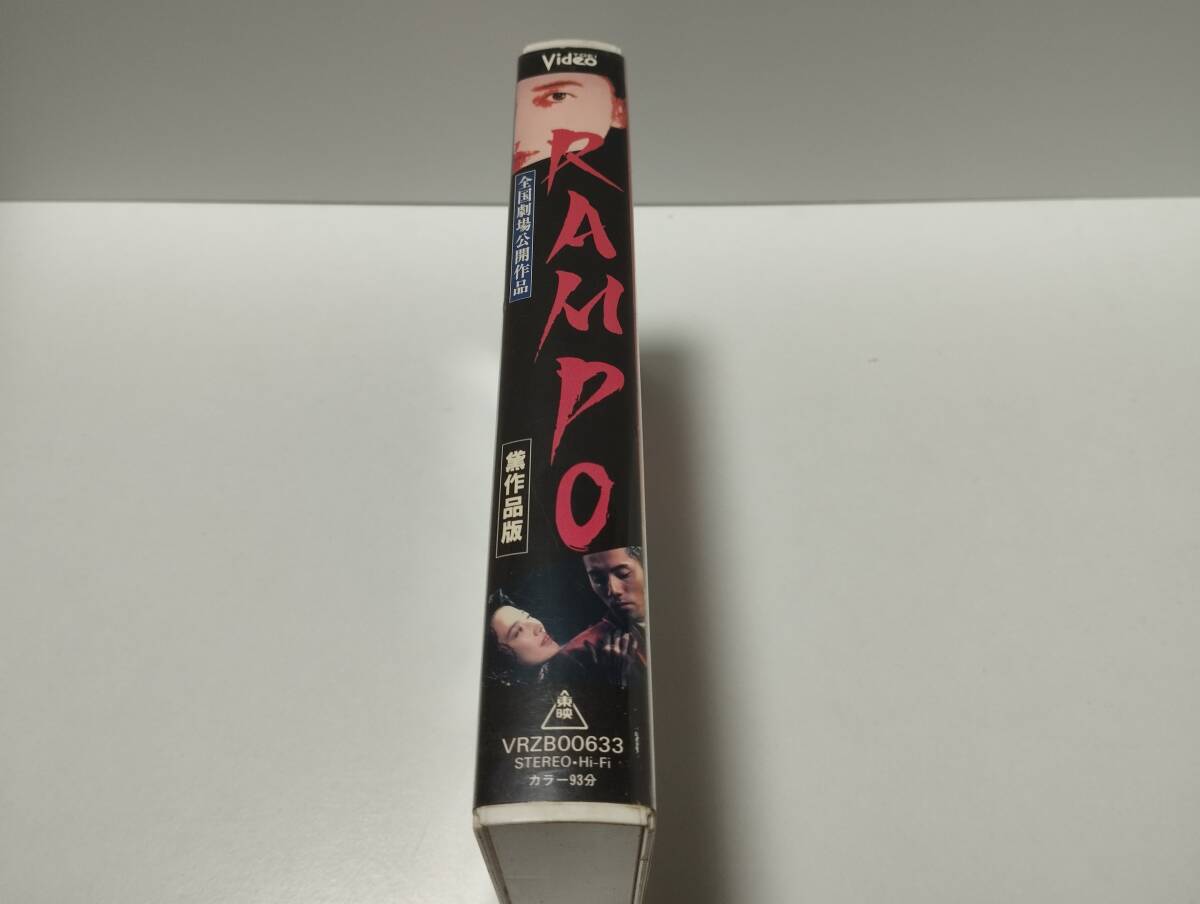 Video
RAMPO
全国劇場公開作品
黛作品版
東映
VRZB00633
STEREO•Hi-Fi
カラー93分